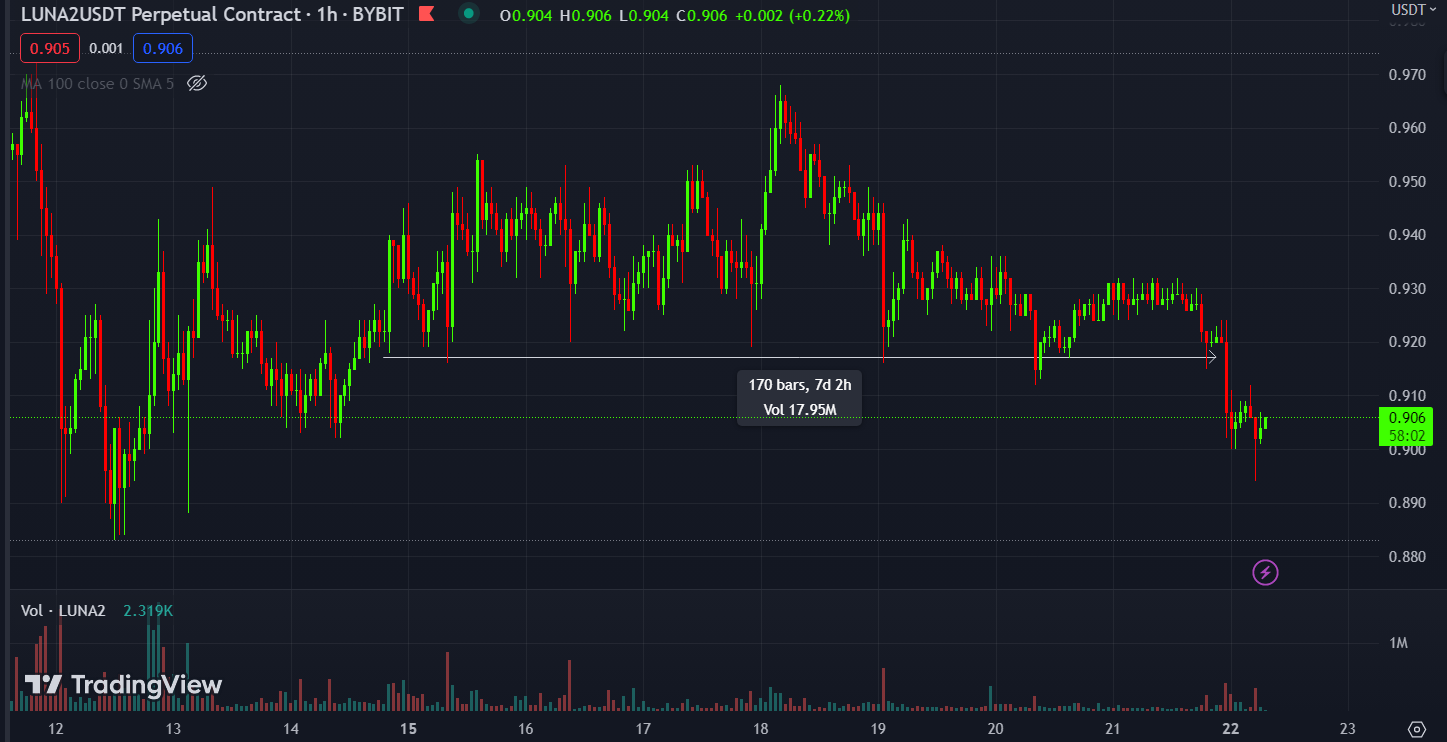 LUNA2USDT Perpetual Contract · 1h · BYBIT O0.904 H0.906 L0.904 C0.906 +0.002 (+0.22%)
USDT
0.905 0.001 0.906
MA 100 close 0 SMA 5
0.970
0.960
0.950
0.940
0.930
0.920
170 bars, 7d 2h
Vol 17.95M
0.910
0.906
58:02
0.900
0.890
0.880
Vol · LUNA2 2.319K
1M
TradingView
12 13 14 15 16 17 18 19 20 21 22 23